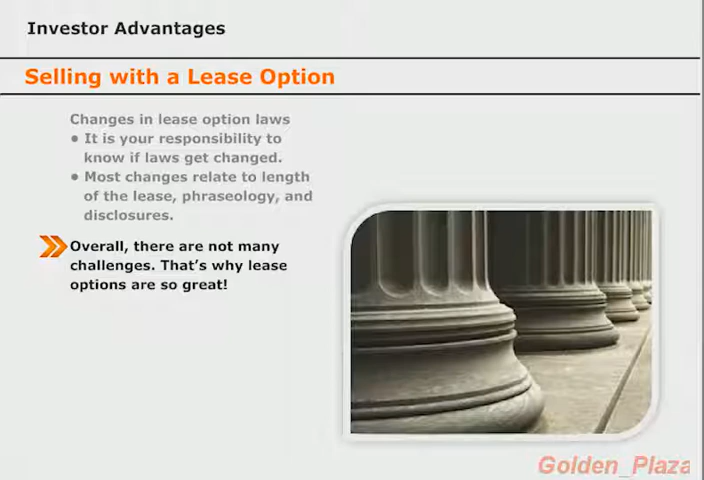 Investor Advantages
Selling with a Lease Option
Changes in lease option laws
• It is your responsibility to
know if laws get changed.
• Most changes relate to length
of the lease, phraseology, and
disclosures.
Overall, there are not many
challenges. That's why lease
options are so great!
Golden_Plaza